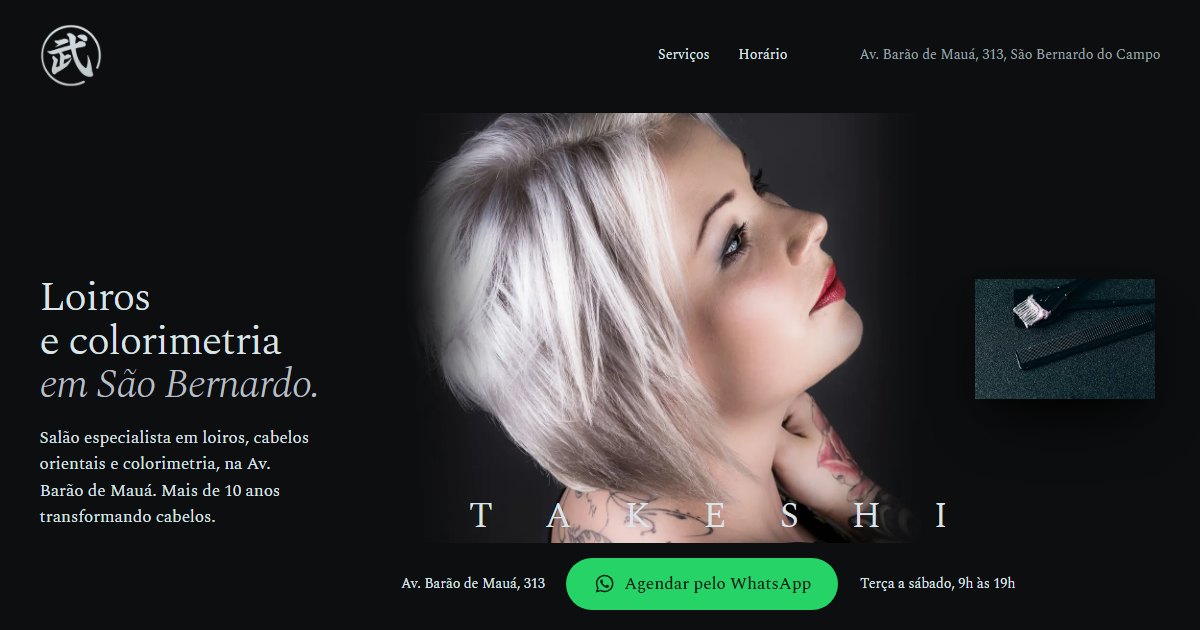 武
Serviços
Horário
Av. Barão de Mauá, 313, São Bernardo do Campo
Loiros
e colorimetria
em São Bernardo.
Salão especialista em loiros, cabelos
orientais e colorimetria, na Av.
Barão de Mauá. Mais de 10 anos
transformando cabelos.
TAKESHI
Av. Barão de Mauá, 313
Agendar pelo WhatsApp
Terça a sábado, 9h às 19h